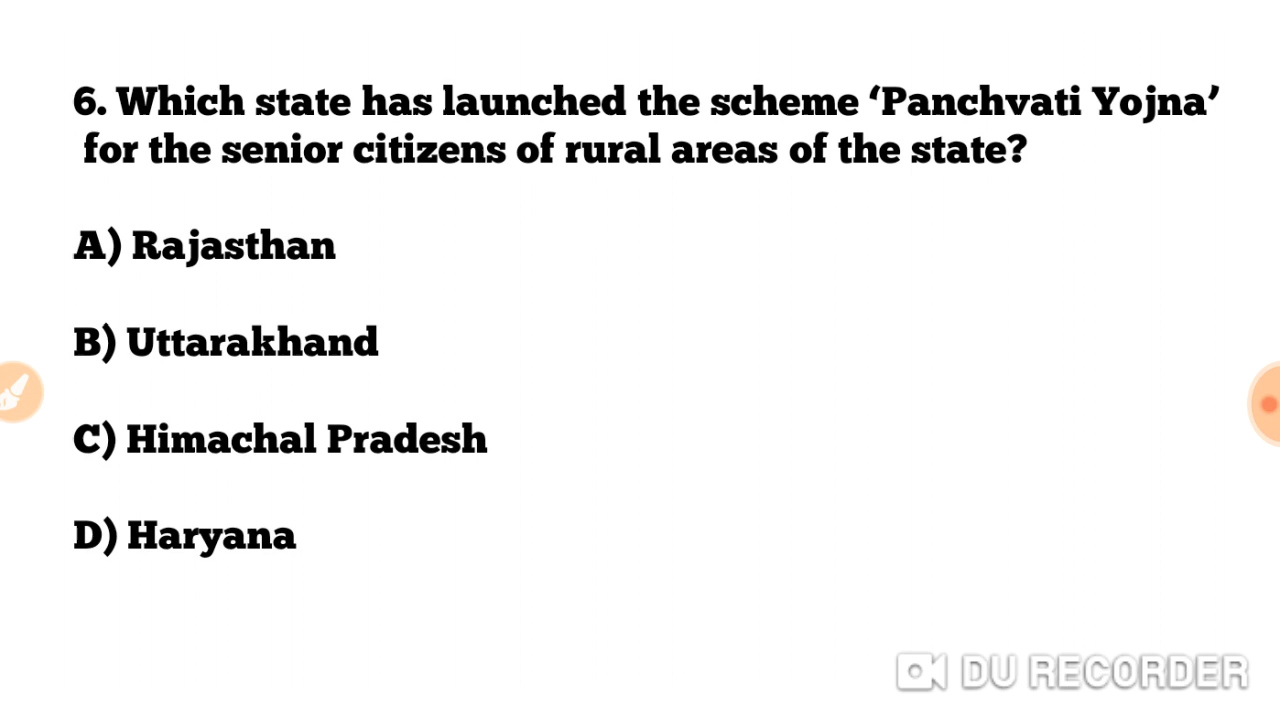 6. Which state has launched the scheme ‘Panchvati Yojna’
for the senior citizens of rural areas of the state?
A) Rajasthan
B) Uttarakhand
C) Himachal Pradesh
D) Haryana
DU RECORDER